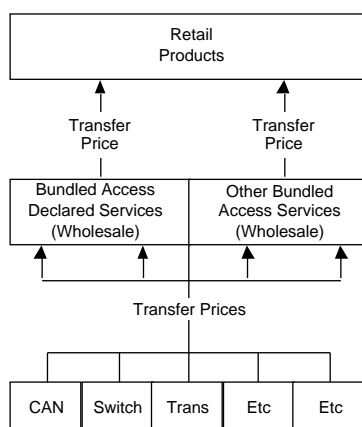 Retail
Products
Transfer
Price
Transfer
Price
Bundled Access
Declared Services
(Wholesale)
Other Bundled
Access Services
(Wholesale)
Transfer Prices
CAN
Switch
Trans
Etc
Etc